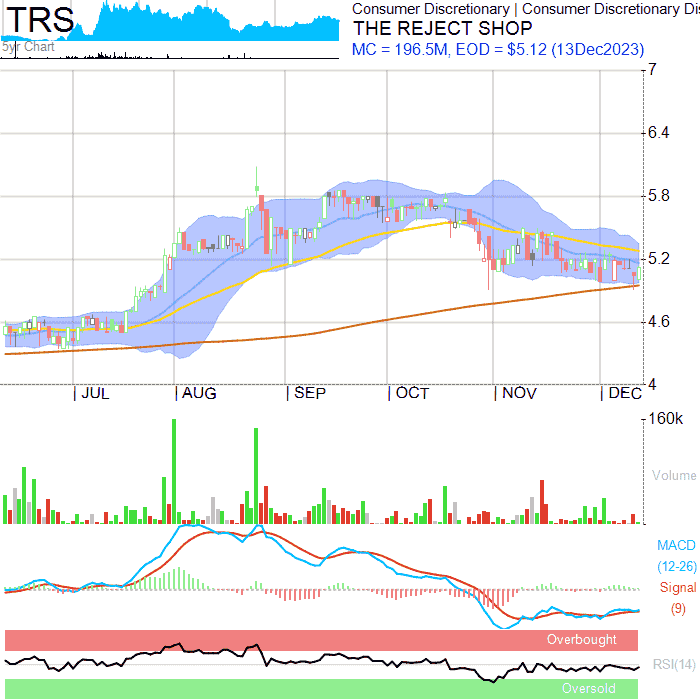 TRS
Consumer Discretionary | Consumer Discretionary Dis
THE REJECT SHOP
5yr Chart
MC = 196.5M, EOD = $5.12 (13Dec2023)
7
6.4
5.8
5.2
4.6
4
| JUL | AUG | SEP | OCT | NOV | DEC
160k
Volume
MACD
(12-26)
Signal
(9)
Overbought
RSI(14)
Oversold